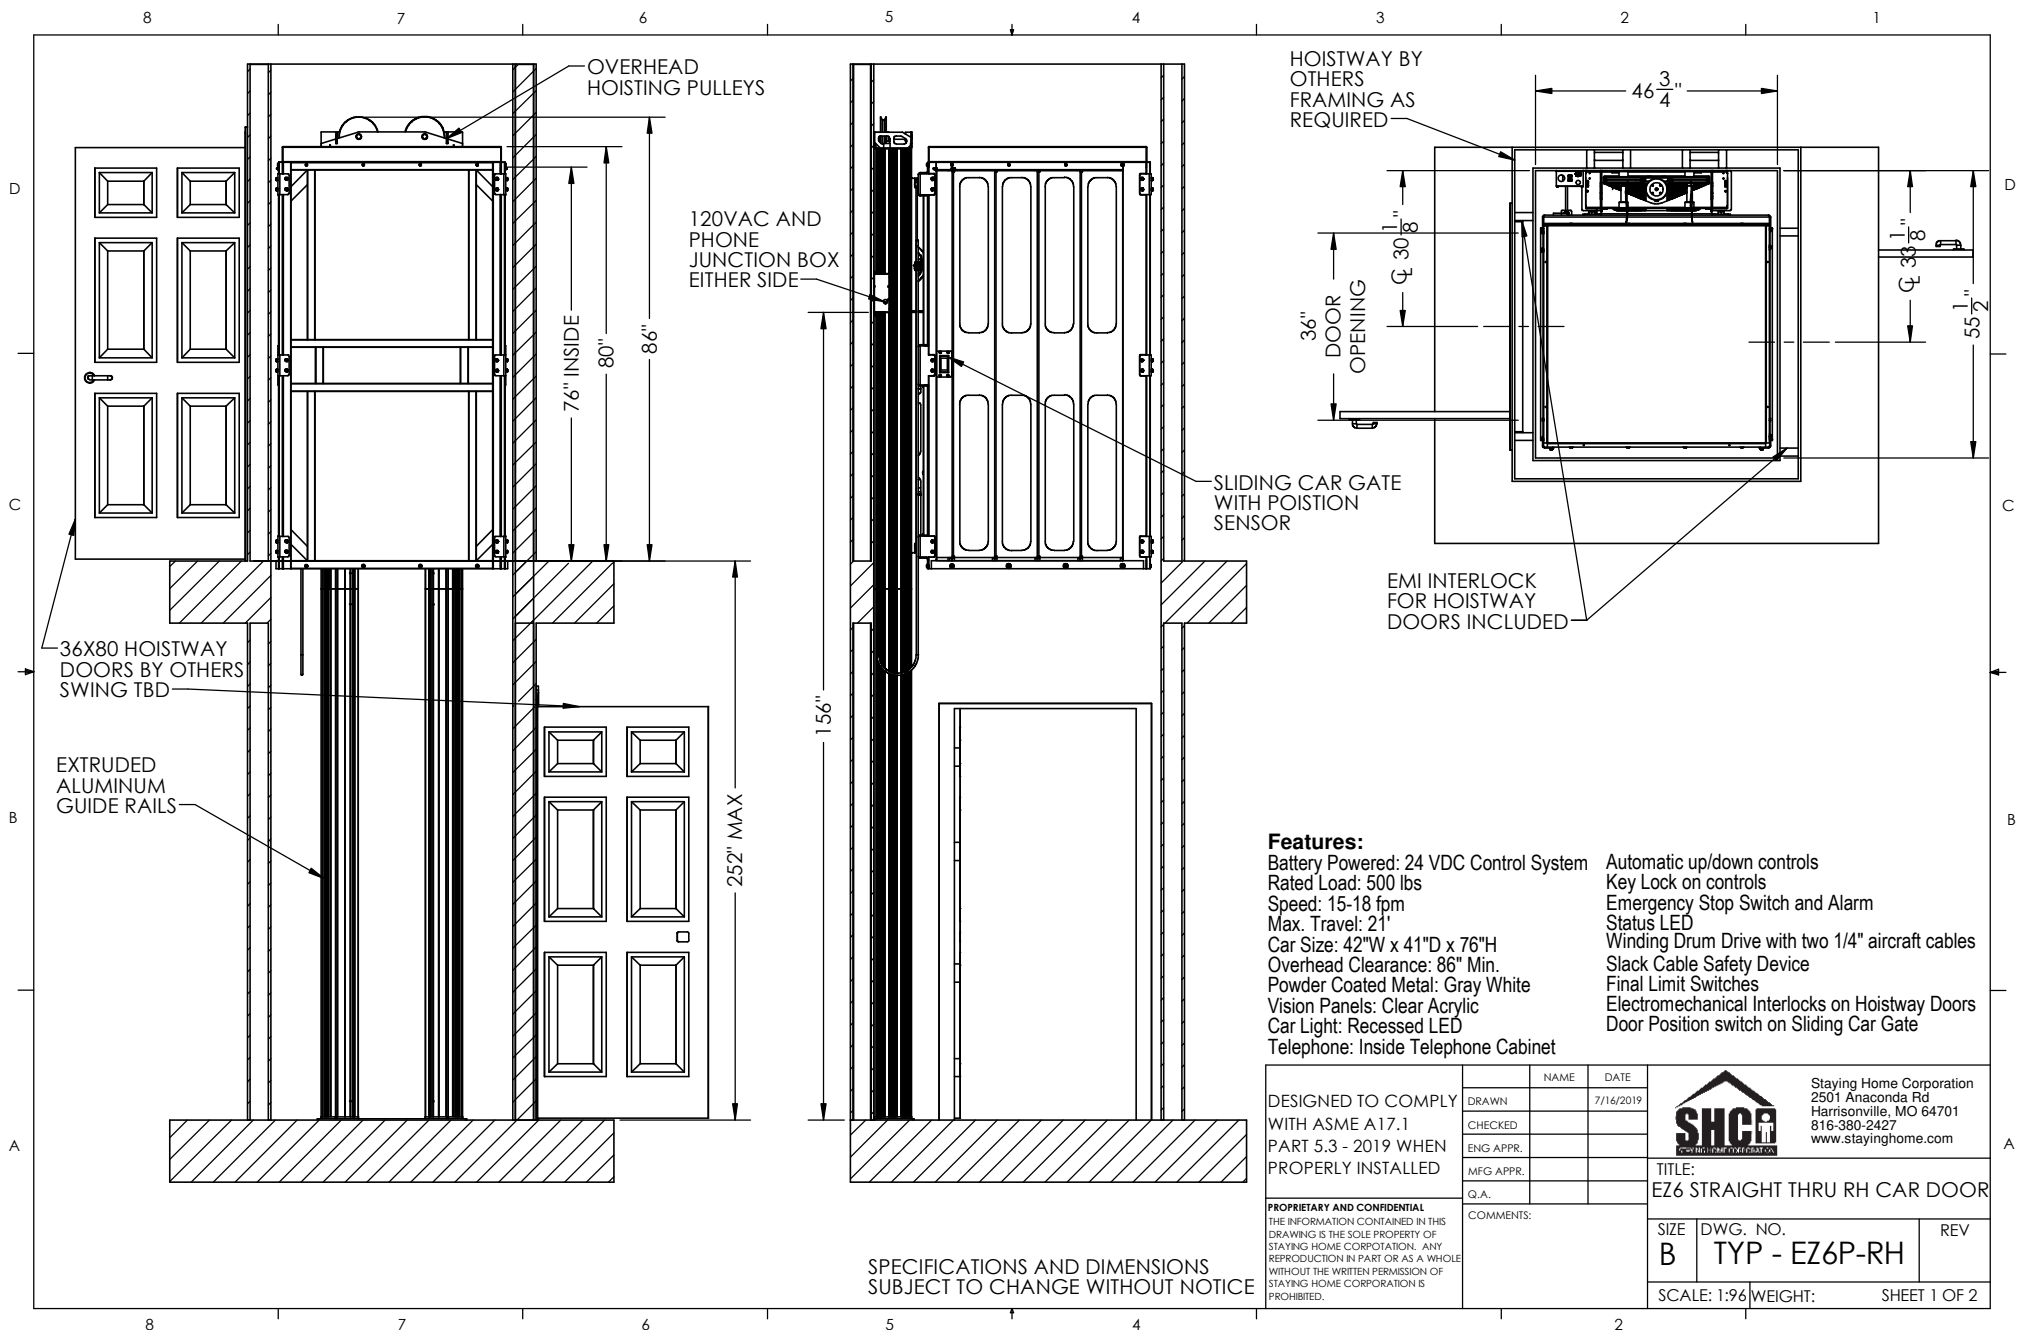 8
7
6
5
4
3
2
1
OVERHEAD
HOISTING PULLEYS
HOISTWAY BY
OTHERS
FRAMING AS
REQUIRED
46 3/4"
D
D
120VAC AND
PHONE
JUNCTION BOX
EITHER SIDE
76" INSIDE
80"
86"
36"
DOOR
OPENING
℄ 30 1/8"
℄ 33 1/8"
55 1/2"
C
C
SLIDING CAR GATE
WITH POISTION
SENSOR
EMI INTERLOCK
FOR HOISTWAY
DOORS INCLUDED
36X80 HOISTWAY
DOORS BY OTHERS
SWING TBD
EXTRUDED
ALUMINUM
GUIDE RAILS
252" MAX
156"
B
B
Features:
Battery Powered: 24 VDC Control System
Rated Load: 500 lbs
Speed: 15-18 fpm
Max. Travel: 21'
Car Size: 42"W x 41"D x 76"H
Overhead Clearance: 86" Min.
Powder Coated Metal: Gray White
Vision Panels: Clear Acrylic
Car Light: Recessed LED
Telephone: Inside Telephone Cabinet
Automatic up/down controls
Key Lock on controls
Emergency Stop Switch and Alarm
Status LED
Winding Drum Drive with two 1/4" aircraft cables
Slack Cable Safety Device
Final Limit Switches
Electromechanical Interlocks on Hoistway Doors
Door Position switch on Sliding Car Gate
A
A
DESIGNED TO COMPLY
WITH ASME A17.1
PART 5.3 - 2019 WHEN
PROPERLY INSTALLED
PROPRIETARY AND CONFIDENTIAL
THE INFORMATION CONTAINED IN THIS
DRAWING IS THE SOLE PROPERTY OF
STAYING HOME CORPOTATION. ANY
REPRODUCTION IN PART OR AS A WHOLE
WITHOUT THE WRITTEN PERMISSION OF
STAYING HOME CORPORATION IS
PROHIBITED.
NAME DATE
DRAWN 7/16/2019
CHECKED
ENG APPR.
MFG APPR.
Q.A.
COMMENTS:
SHC
STAYING HOME CORPORATION
Staying Home Corporation
2501 Anaconda Rd
Harrisonville, MO 64701
816-380-2427
www.stayinghome.com
TITLE:
EZ6 STRAIGHT THRU RH CAR DOOR
SIZE
B
DWG. NO.
TYP - EZ6P-RH
REV
SCALE: 1:96 WEIGHT: SHEET 1 OF 2
SPECIFICATIONS AND DIMENSIONS
SUBJECT TO CHANGE WITHOUT NOTICE
8
7
6
5
4
2